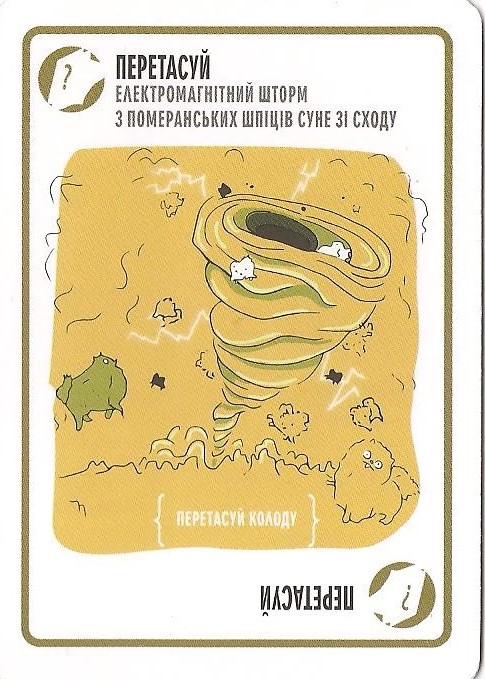 ?
ПЕРЕТАСУЙ
ЕЛЕКТРОМАГНІТНИЙ ШТОРМ
З ПОМЕРАНСЬКИХ ШПІЦІВ СУНЕ ЗІ СХОДУ
ПЕРЕТАСУЙ КОЛОДУ
ПЕРЕТАСУЙ
?